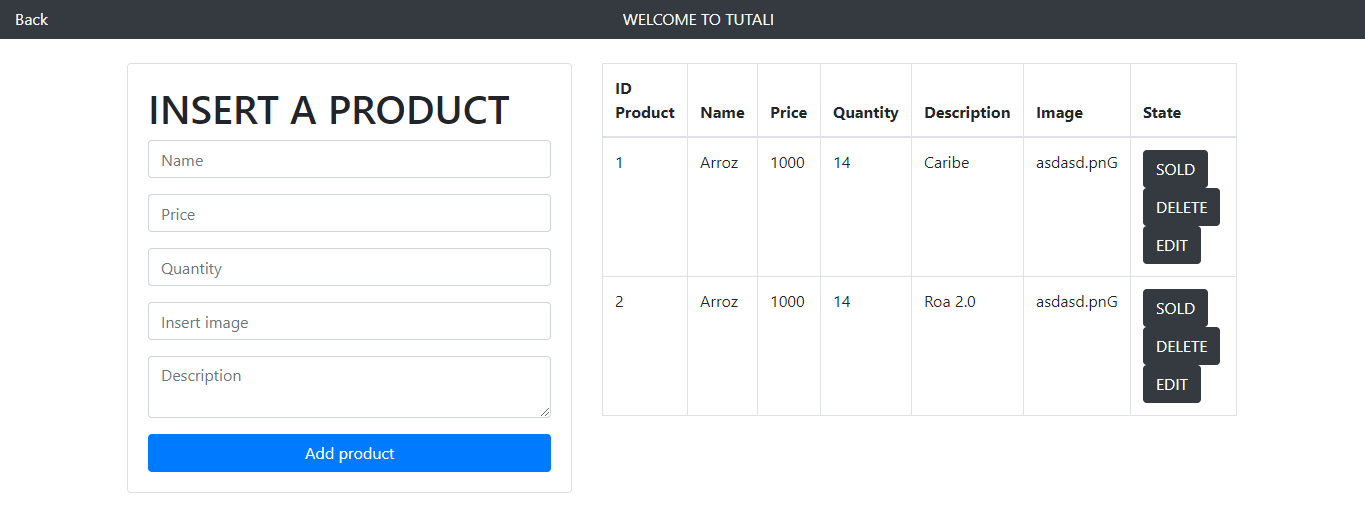 Back
WELCOME TO TUTALI
INSERT A PRODUCT
Name
Price
Quantity
Insert image
Description
Add product
ID Product Name Price Quantity Description Image State
1 Arroz 1000 14 Caribe asdasd.pnG
SOLD
DELETE
EDIT
2 Arroz 1000 14 Roa 2.0 asdasd.pnG
SOLD
DELETE
EDIT